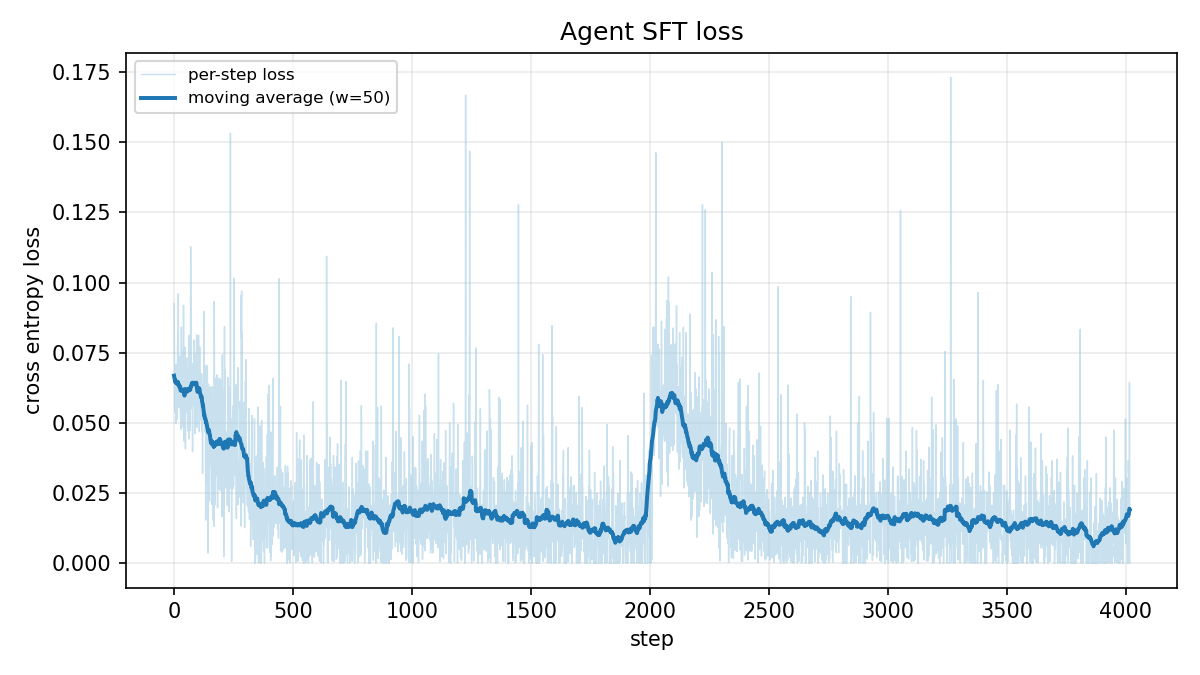 Agent SFT loss
per-step loss
moving average (w=50)
cross entropy loss
0.175
0.150
0.125
0.100
0.075
0.050
0.025
0.000
0 500 1000 1500 2000 2500 3000 3500 4000
step